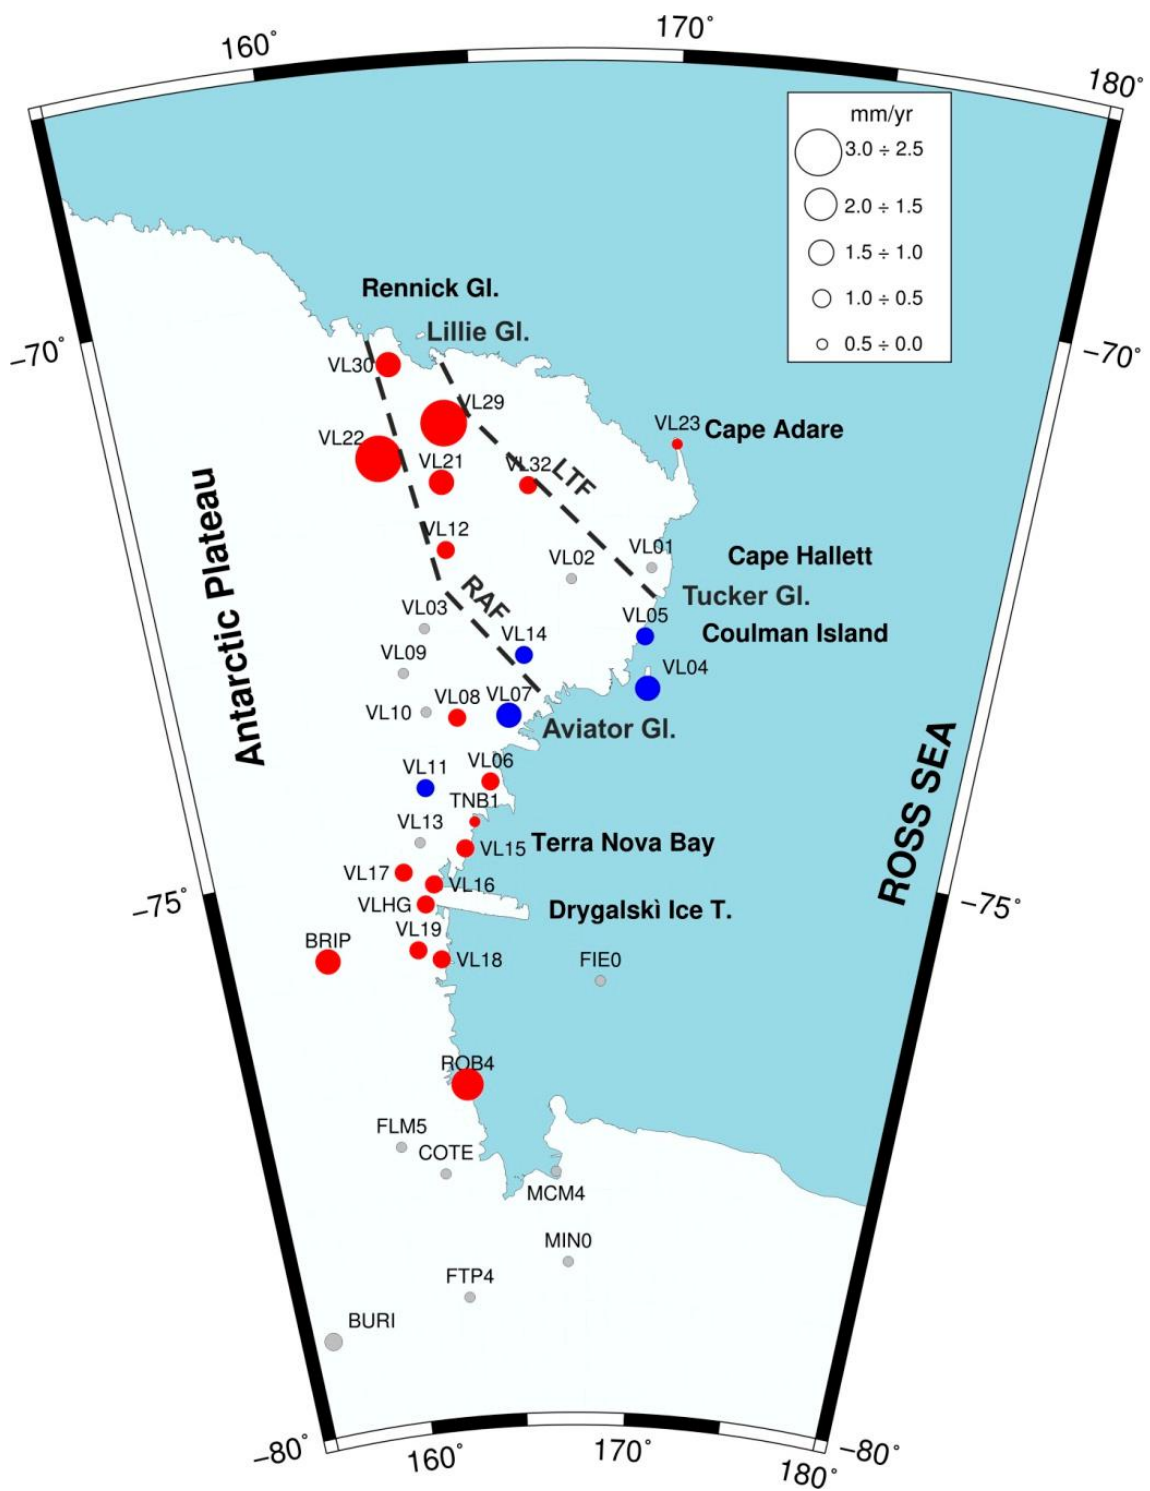 160°
170°
180°
mm/yr
3.0 ÷ 2.5
2.0 ÷ 1.5
1.5 ÷ 1.0
1.0 ÷ 0.5
0.5 ÷ 0.0
Rennick Gl.
Lillie Gl.
−70°
−70°
VL30
VL29
VL23
Cape Adare
VL22
VL21
VL32
LTF
Antarctic Plateau
VL12
VL02
VL01
Cape Hallett
RAF
Tucker Gl.
VL03
VL14
VL05
Coulman Island
VL09
VL04
VL08
VL07
VL10
Aviator Gl.
VL11
VL06
TNB1
ROSS SEA
VL13
VL15
Terra Nova Bay
VL17
VL16
−75°
−75°
VLHG
Drygalskì Ice T.
VL19
BRIP
VL18
FIE0
ROB4
FLM5
COTE
MCM4
MIN0
FTP4
BURI
−80°
160°
170°
180°
−80°